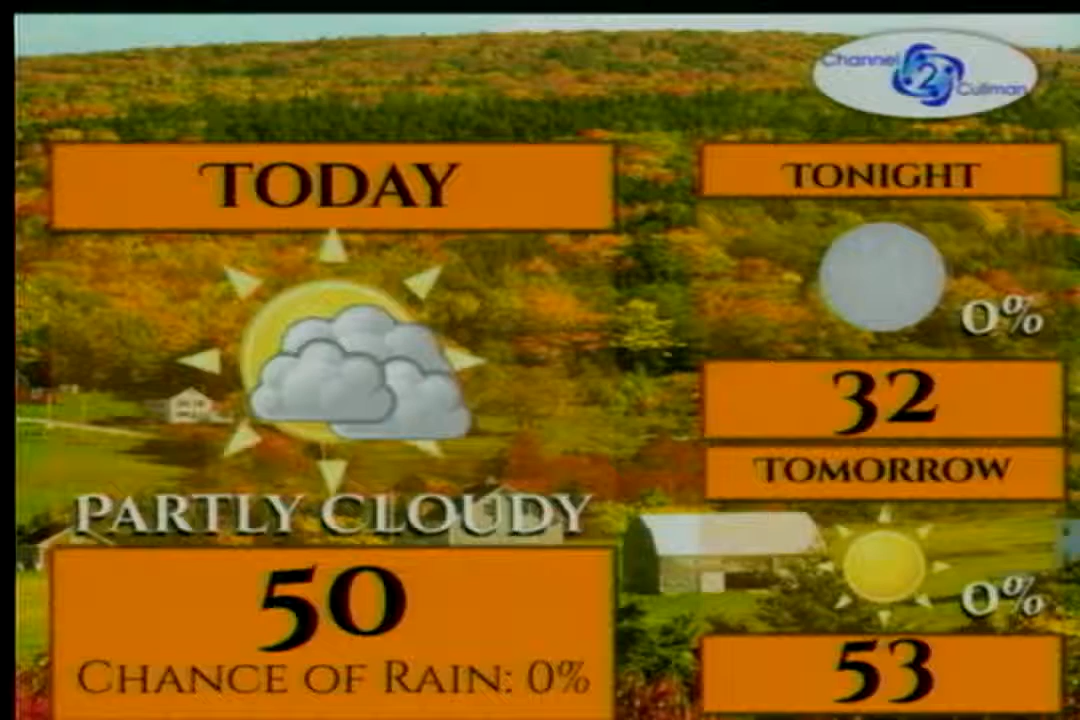 Channel
2
Cullman
TODAY
PARTLY CLOUDY
50
CHANCE OF RAIN: 0%
TONIGHT
0%
32
TOMORROW
0%
53